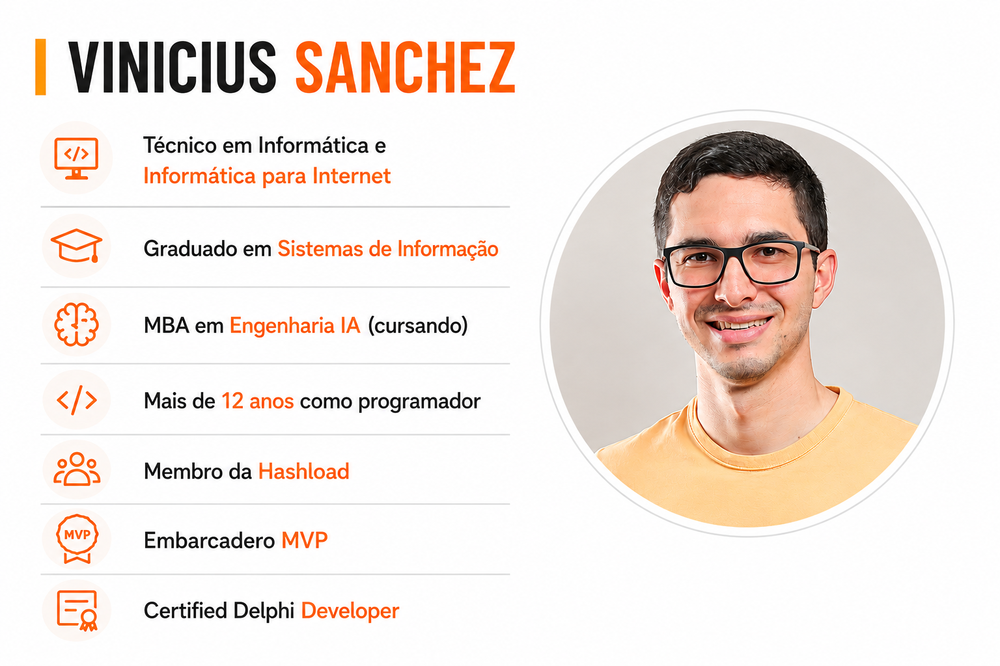 VINICIUS SANCHEZ
Técnico em Informática e
Informática para Internet
Graduado em Sistemas de Informação
MBA em Engenharia IA (cursando)
Mais de 12 anos como programador
Membro da Hashload
MVP
Embarcadero MVP
Certified Delphi Developer